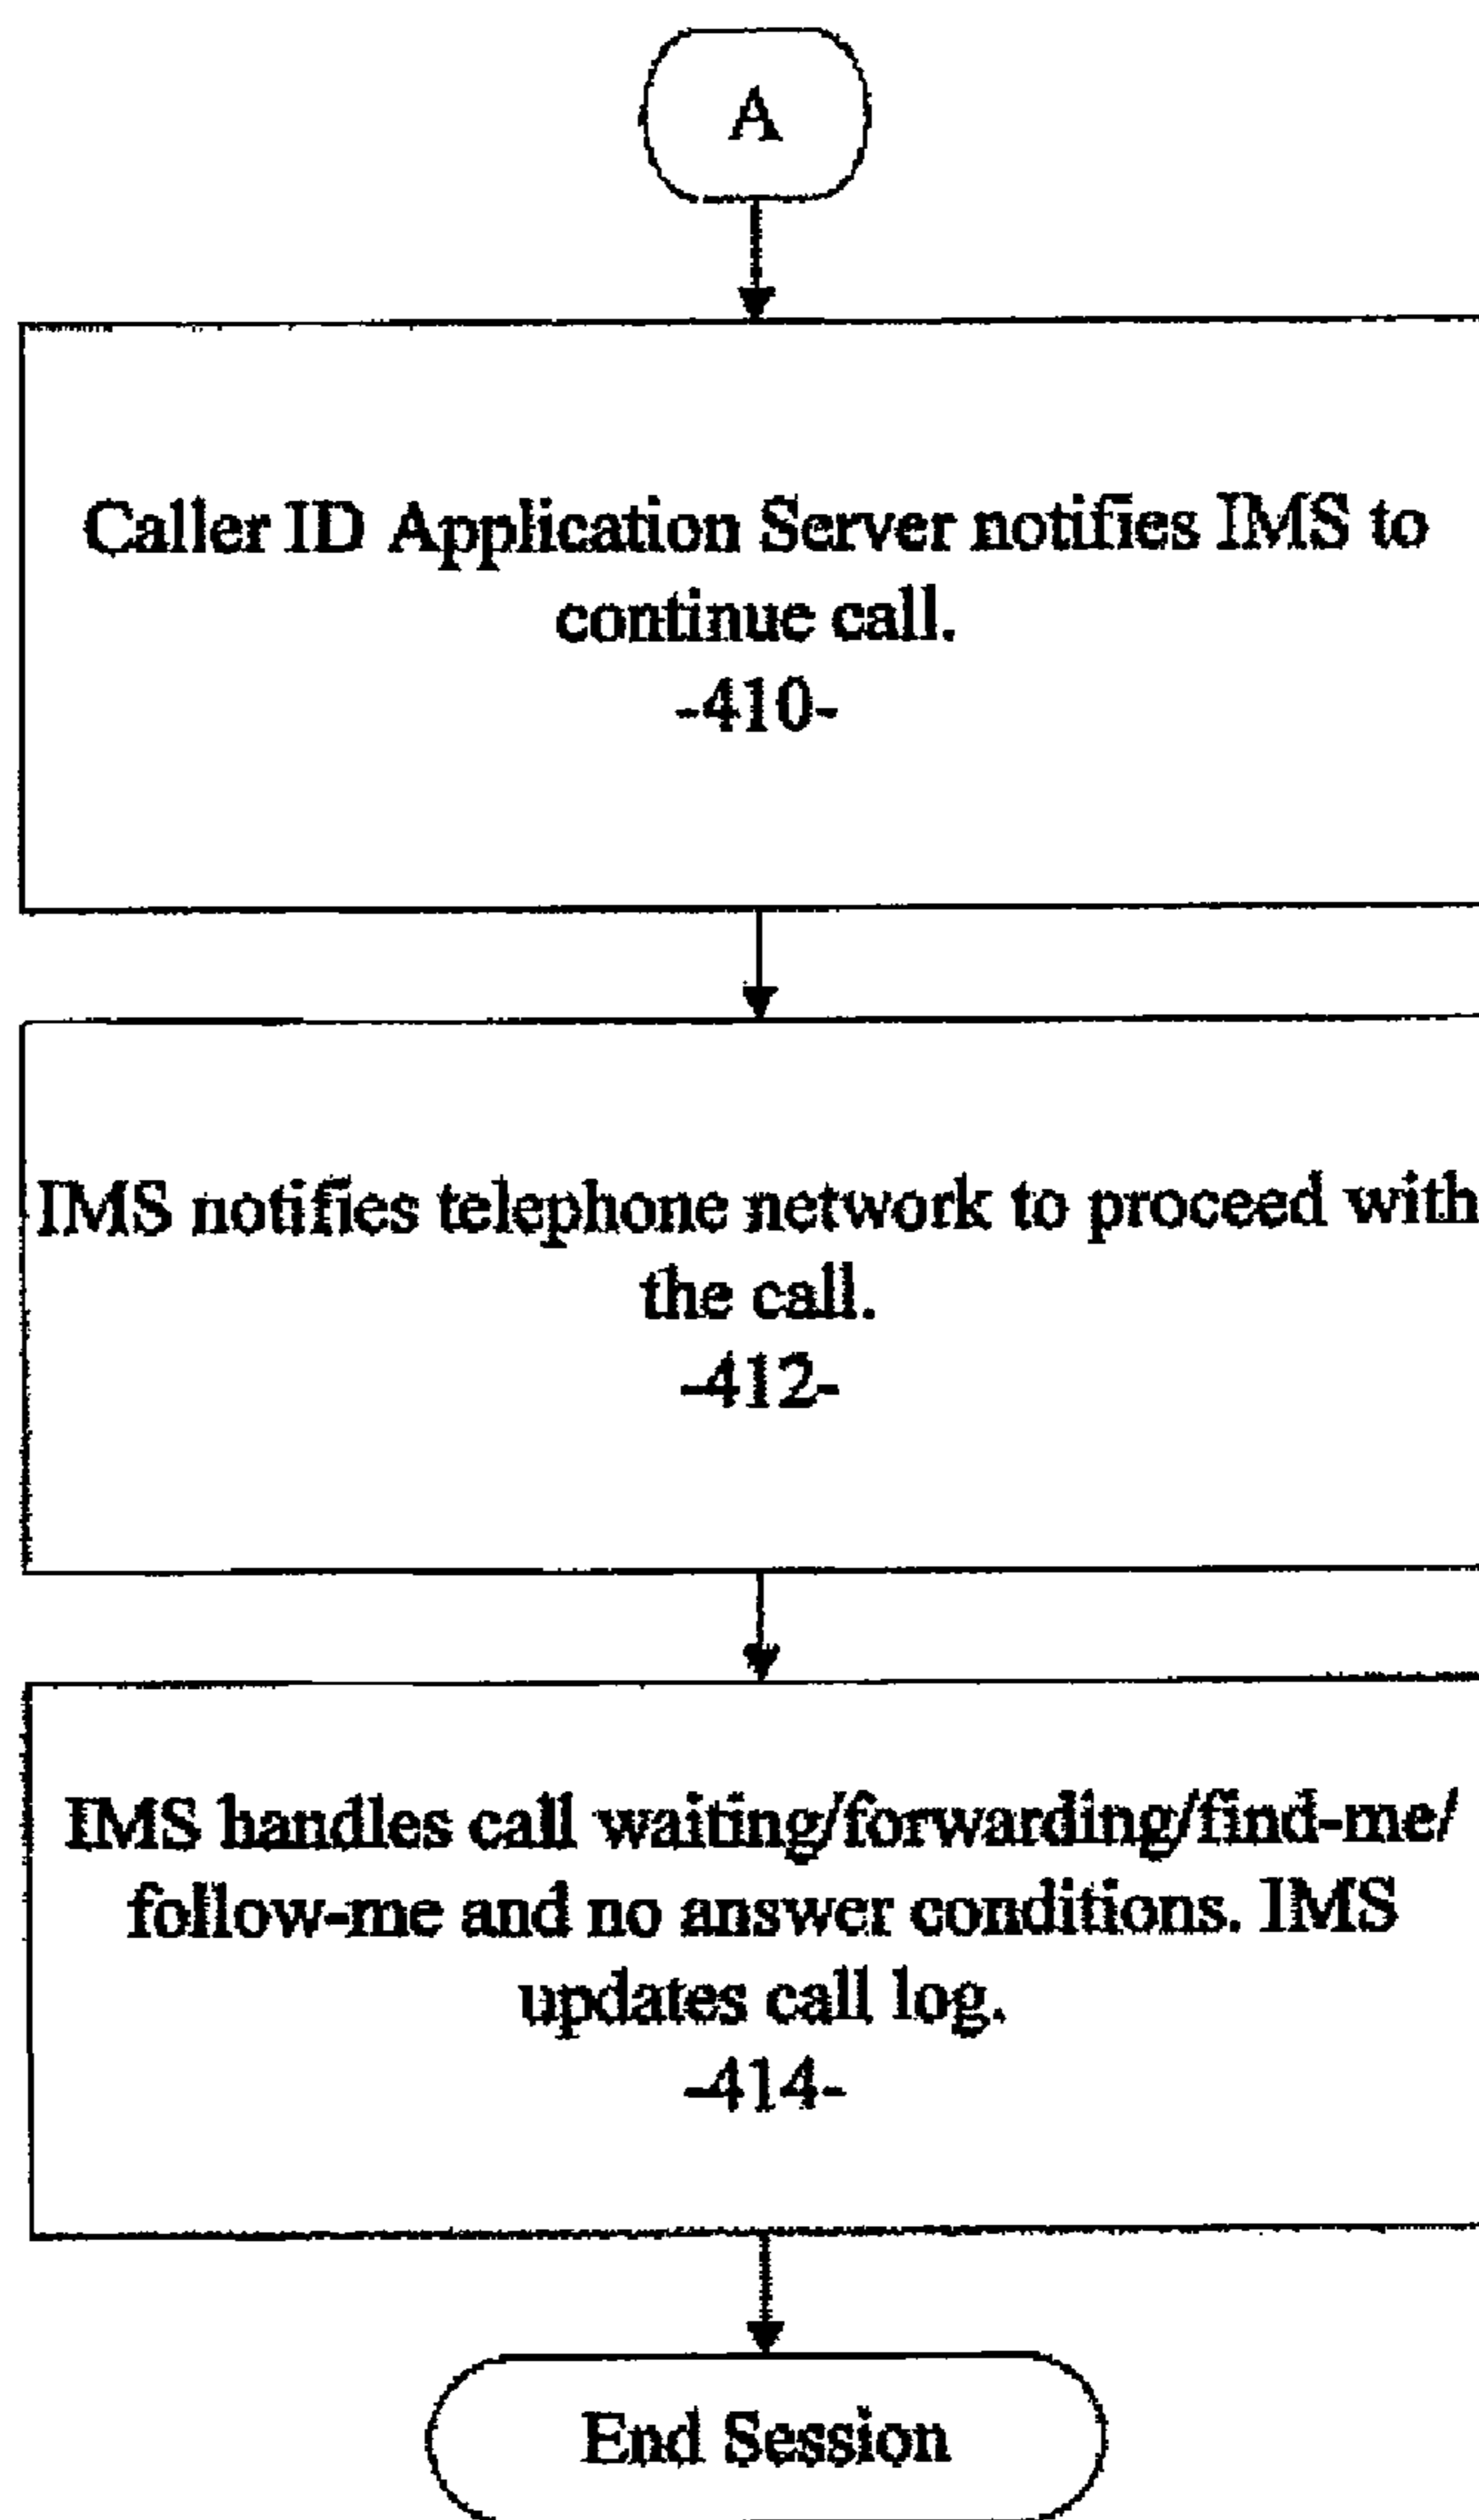 A
Caller ID Application Server notifies IMS to
continue call.
-410-
IMS notifies telephone network to proceed with
the call.
-412-
IMS handles call waiting/forwarding/find-me/
follow-me and no answer conditions. IMS
updates call log.
-414-
End Session